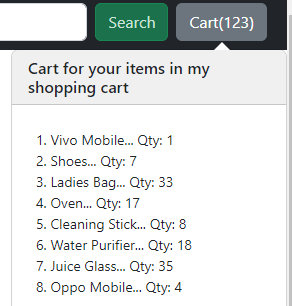 Search Cart(123)
Cart for your items in my
shopping cart
1. Vivo Mobile... Qty: 1
2. Shoes... Qty: 7
3. Ladies Bag... Qty: 33
4. Oven... Qty: 17
5. Cleaning Stick... Qty: 8
6. Water Purifier... Qty: 18
7. Juice Glass... Qty: 35
8. Oppo Mobile... Qty: 4